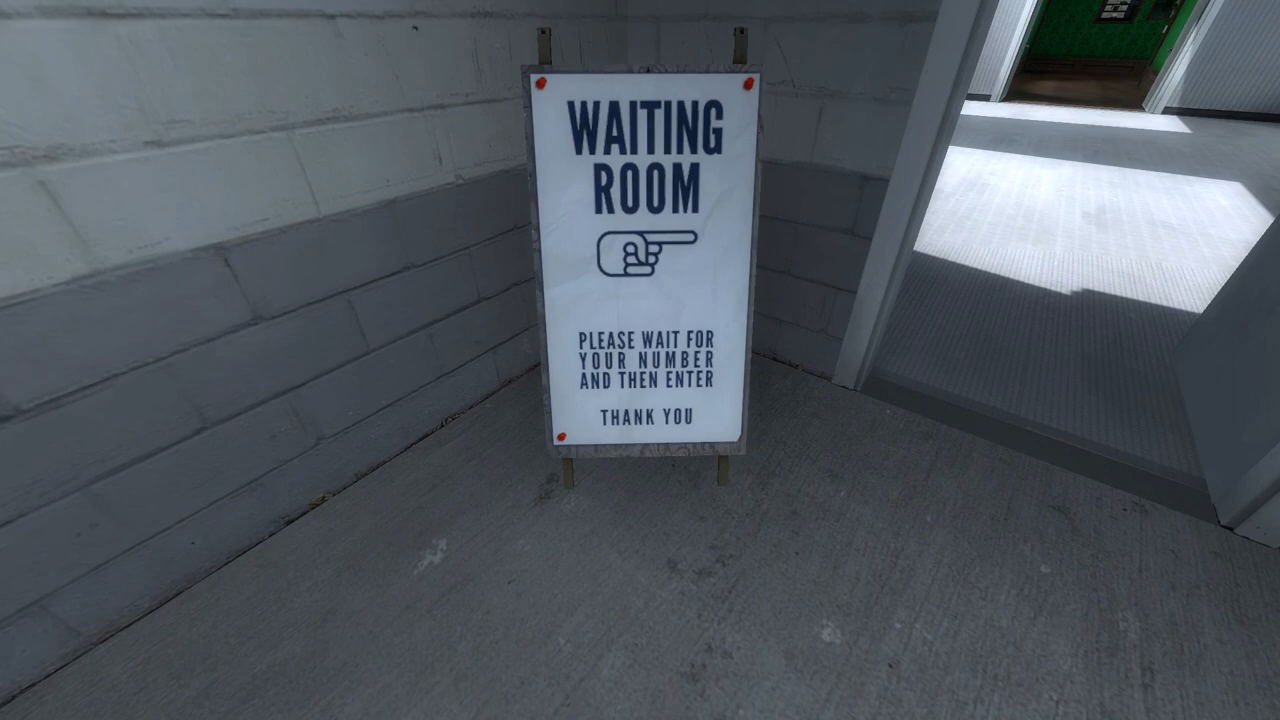 WAITING
ROOM
PLEASE WAIT FOR
YOUR NUMBER
AND THEN ENTER
THANK YOU